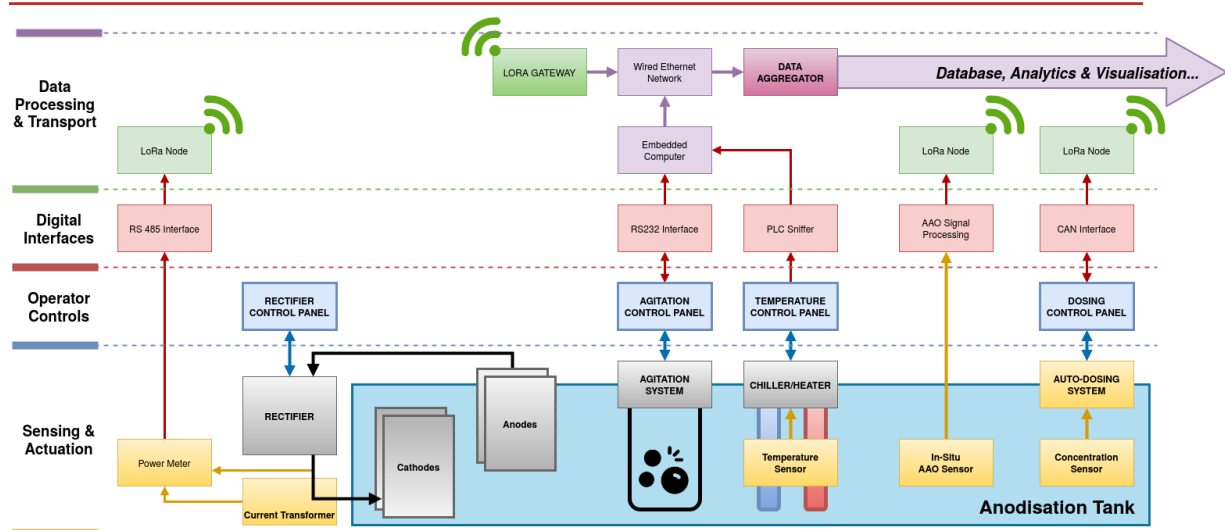 LORA GATEWAY
Wired Ethernet
Network
DATA
AGGREGATOR
Database, Analytics & Visualisation...
Data
Processing
& Transport
LoRa Node
Embedded
Computer
LoRa Node
LoRa Node
Digital
Interfaces
RS 485 Interface
RS232 Interface
PLC Sniffer
AAO Signal
Processing
CAN Interface
Operator
Controls
RECTIFIER
CONTROL PANEL
AGITATION
CONTROL PANEL
TEMPERATURE
CONTROL PANEL
DOSING
CONTROL PANEL
Sensing &
Actuation
RECTIFIER
AGITATION
SYSTEM
CHILLER/HEATER
AUTO-DOSING
SYSTEM
Anodes
Cathodes
Power Meter
Temperature
Sensor
In-Situ
AAO Sensor
Concentration
Sensor
Current Transformer
Anodisation Tank